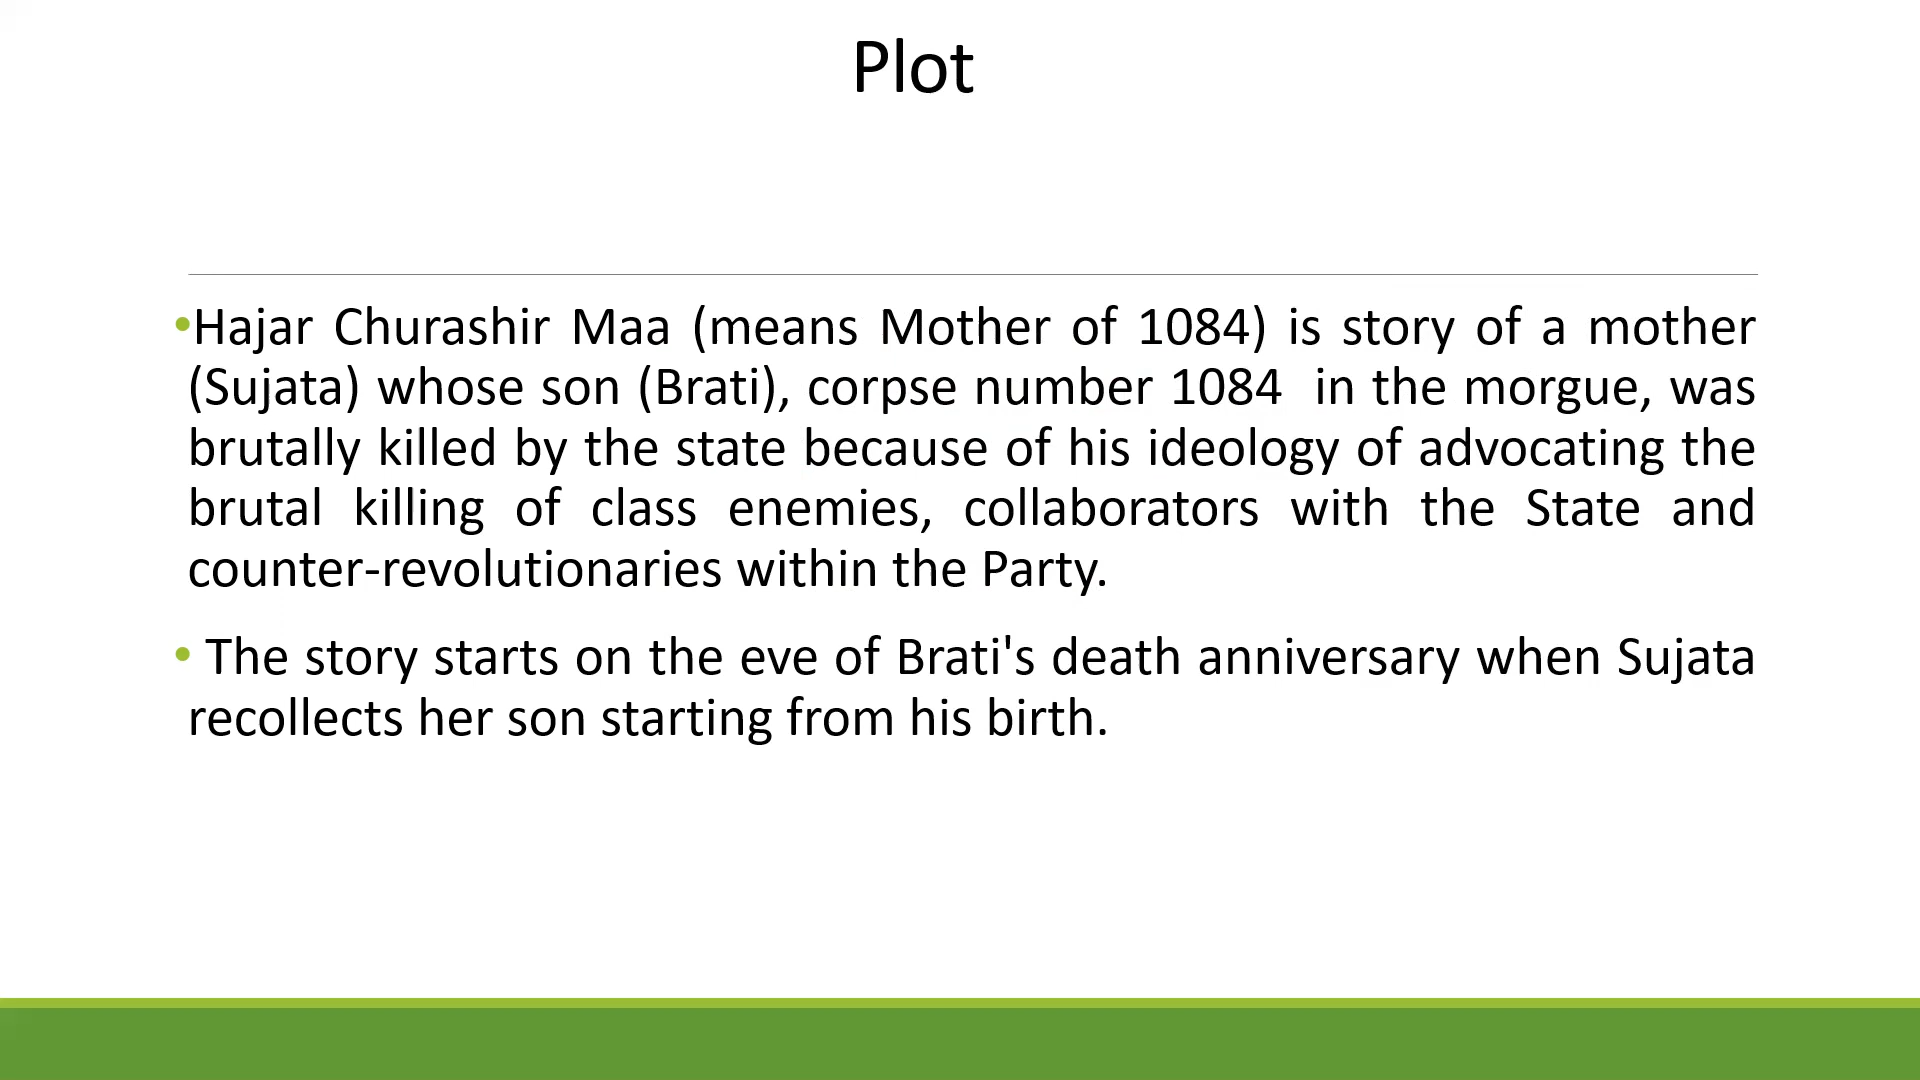 Plot
•Hajar Churashir Maa (means Mother of 1084) is story of a mother
(Sujata) whose son (Brati), corpse number 1084  in the morgue, was
brutally killed by the state because of his ideology of advocating the
brutal killing of class enemies, collaborators with the State and
counter-revolutionaries within the Party.
• The story starts on the eve of Brati's death anniversary when Sujata
recollects her son starting from his birth.